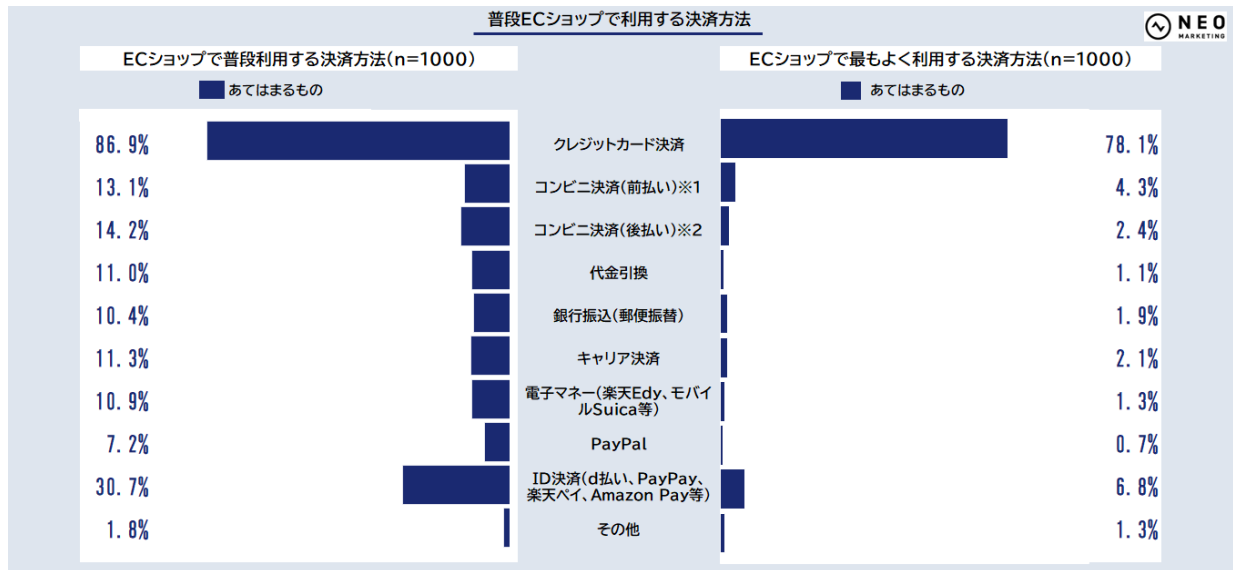 普段ECショップで利用する決済方法
NEO
MARKETING
ECショップで普段利用する決済方法(n=1000)
ECショップで最もよく利用する決済方法(n=1000)
あてはまるもの
あてはまるもの
86.9% クレジットカード決済 78.1%
13.1% コンビニ決済(前払い)※1 4.3%
14.2% コンビニ決済(後払い)※2 2.4%
11.0% 代金引換 1.1%
10.4% 銀行振込(郵便振替) 1.9%
11.3% キャリア決済 2.1%
10.9% 電子マネー(楽天Edy、モバイ
ルSuica等) 1.3%
7.2% PayPal 0.7%
30.7% ID決済(d払い、PayPay、
楽天ペイ、Amazon Pay等) 6.8%
1.8% その他 1.3%